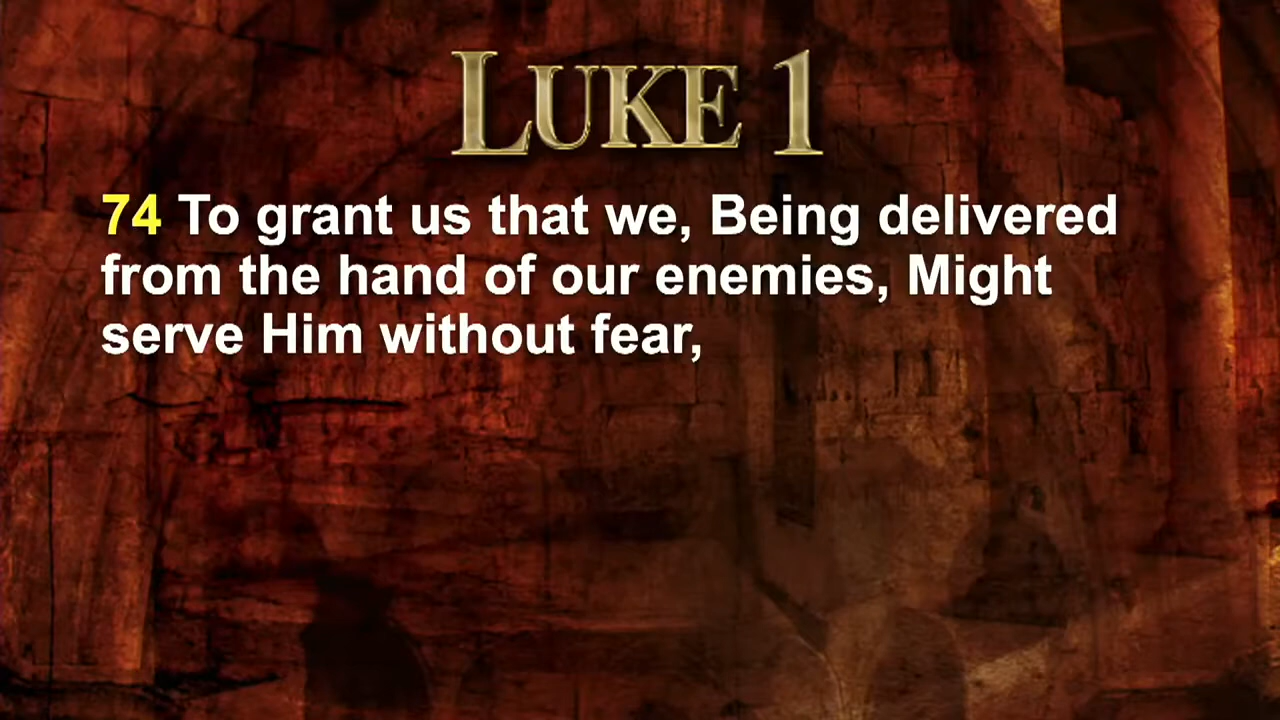 LUKE 1
74 To grant us that we, Being delivered
from the hand of our enemies, Might
serve Him without fear,